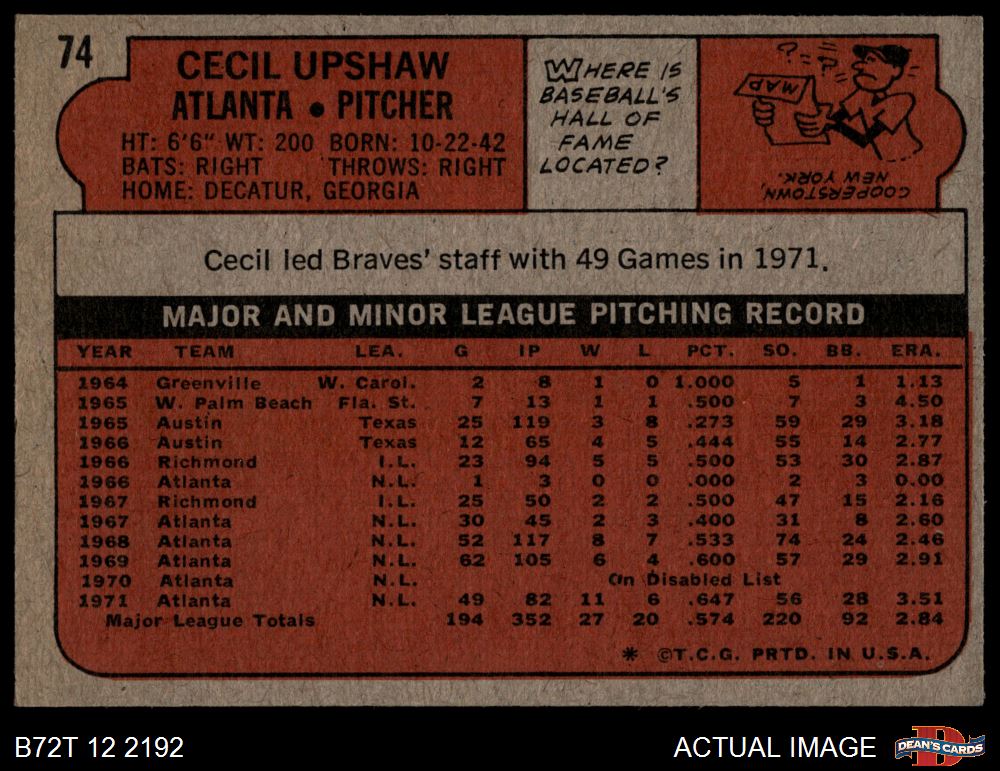 74
CECIL UPSHAW
ATLANTA • PITCHER
HT: 6'6" WT: 200 BORN: 10-22-42
BATS: RIGHT THROWS: RIGHT
HOME: DECATUR, GEORGIA
WHERE IS
BASEBALL'S
HALL OF
FAME
LOCATED?
? ? ?
MAP
COOPERSTOWN,
NEW YORK.
Cecil led Braves' staff with 49 Games in 1971.
MAJOR AND MINOR LEAGUE PITCHING RECORD
YEAR TEAM LEA. G IP W L PCT. SO. BB. ERA.
1964 Greenville W. Carol. 2 8 1 0 1.000 5 1 1.13
1965 W. Palm Beach Fla. St. 7 13 1 1 .500 7 3 4.50
1965 Austin Texas 25 119 3 8 .273 59 29 3.18
1966 Austin Texas 12 65 4 5 .444 55 14 2.77
1966 Richmond I.L. 23 94 5 5 .500 53 30 2.87
1966 Atlanta N.L. 1 3 0 0 .000 2 3 0.00
1967 Richmond I.L. 25 50 2 2 .500 47 15 2.16
1967 Atlanta N.L. 30 45 2 3 .400 31 8 2.60
1968 Atlanta N.L. 52 117 8 7 .533 74 24 2.46
1969 Atlanta N.L. 62 105 6 4 .600 57 29 2.91
1970 Atlanta N.L. On Disabled List
1971 Atlanta N.L. 49 82 11 6 .647 56 28 3.51
Major League Totals 194 352 27 20 .574 220 92 2.84
* ©T.C.G. PRTD. IN U.S.A.
B72T 12 2192
ACTUAL IMAGE
D
DEAN'S CARDS